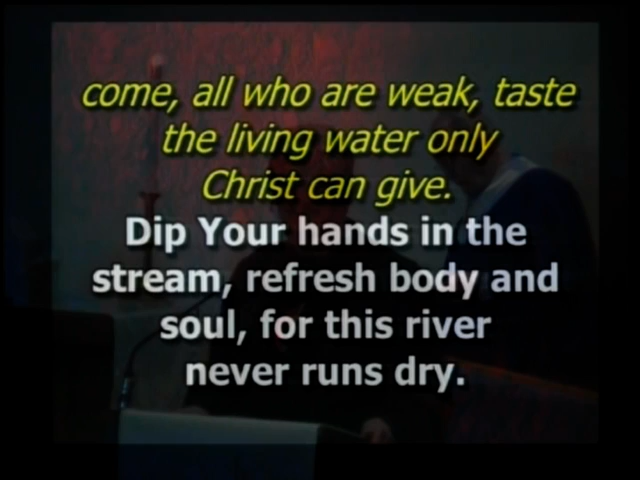 come, all who are weak, taste
the living water only
Christ can give.
Dip Your hands in the
stream, refresh body and
soul, for this river
never runs dry.